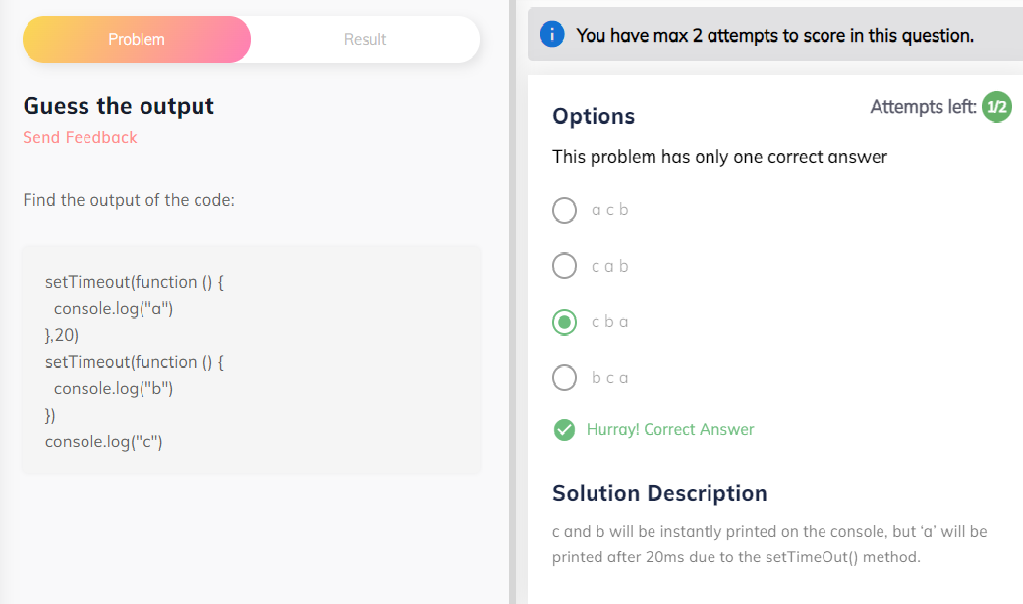 Problem
Result
Guess the output
Send Feedback
Find the output of the code:
setTimeout(function () {
console.log("a")
},20)
setTimeout(function () {
console.log("b")
})
console.log("c")
i
You have max 2 attempts to score in this question.
Options
Attempts left: 1/2
This problem has only one correct answer
a c b
c a b
c b a
b c a
Hurray! Correct Answer
Solution Description
c and b will be instantly printed on the console, but ‘a’ will be
printed after 20ms due to the setTimeOut() method.